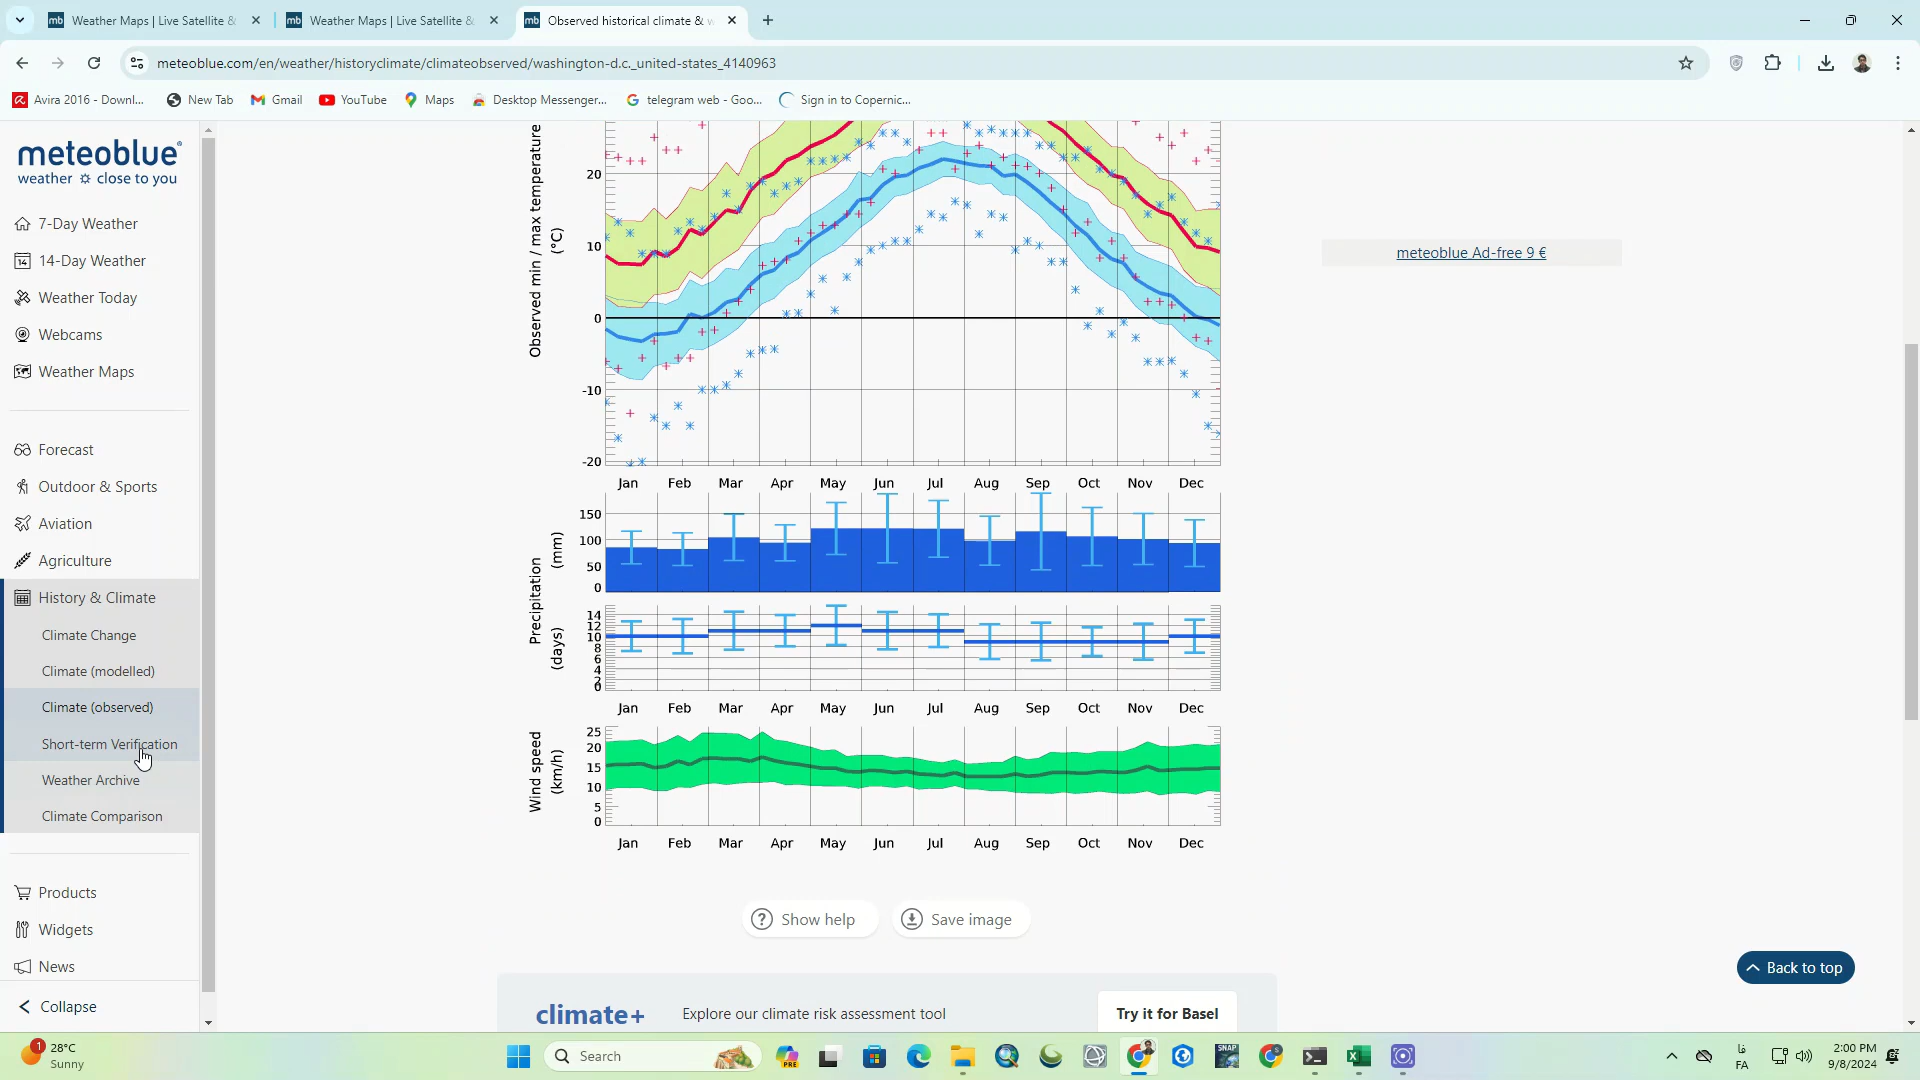 Weather Maps | Live Satellite &
Weather Maps | Live Satellite &
Observed historical climate & w
meteoblue.com/en/weather/historyclimate/climateobserved/washington-d.c._united-states_4140963
Avira 2016 - Downl...
New Tab
Gmail
YouTube
Maps
Desktop Messenger...
telegram web - Goo...
Sign in to Copernic...
meteoblue
weather close to you
7-Day Weather
14-Day Weather
Weather Today
Webcams
Weather Maps
Forecast
Outdoor & Sports
Aviation
Agriculture
History & Climate
Climate Change
Climate (modelled)
Climate (observed)
Short-term Verification
Weather Archive
Climate Comparison
Products
Widgets
News
Collapse
Observed min / max temperature
(°C)
20
10
0
-10
-20
Jan Feb Mar Apr May Jun Jul Aug Sep Oct Nov Dec
Precipitation
(mm)
150
100
50
0
(days)
14
12
10
8
6
4
2
0
Jan Feb Mar Apr May Jun Jul Aug Sep Oct Nov Dec
Wind speed
(km/h)
25
20
15
10
5
0
Jan Feb Mar Apr May Jun Jul Aug Sep Oct Nov Dec
Show help
Save image
climate+
Explore our climate risk assessment tool
Try it for Basel
meteoblue Ad-free 9 €
Back to top
1
28°C
Sunny
Search
PRE
SNAP
فا
FA
2:00 PM
9/8/2024